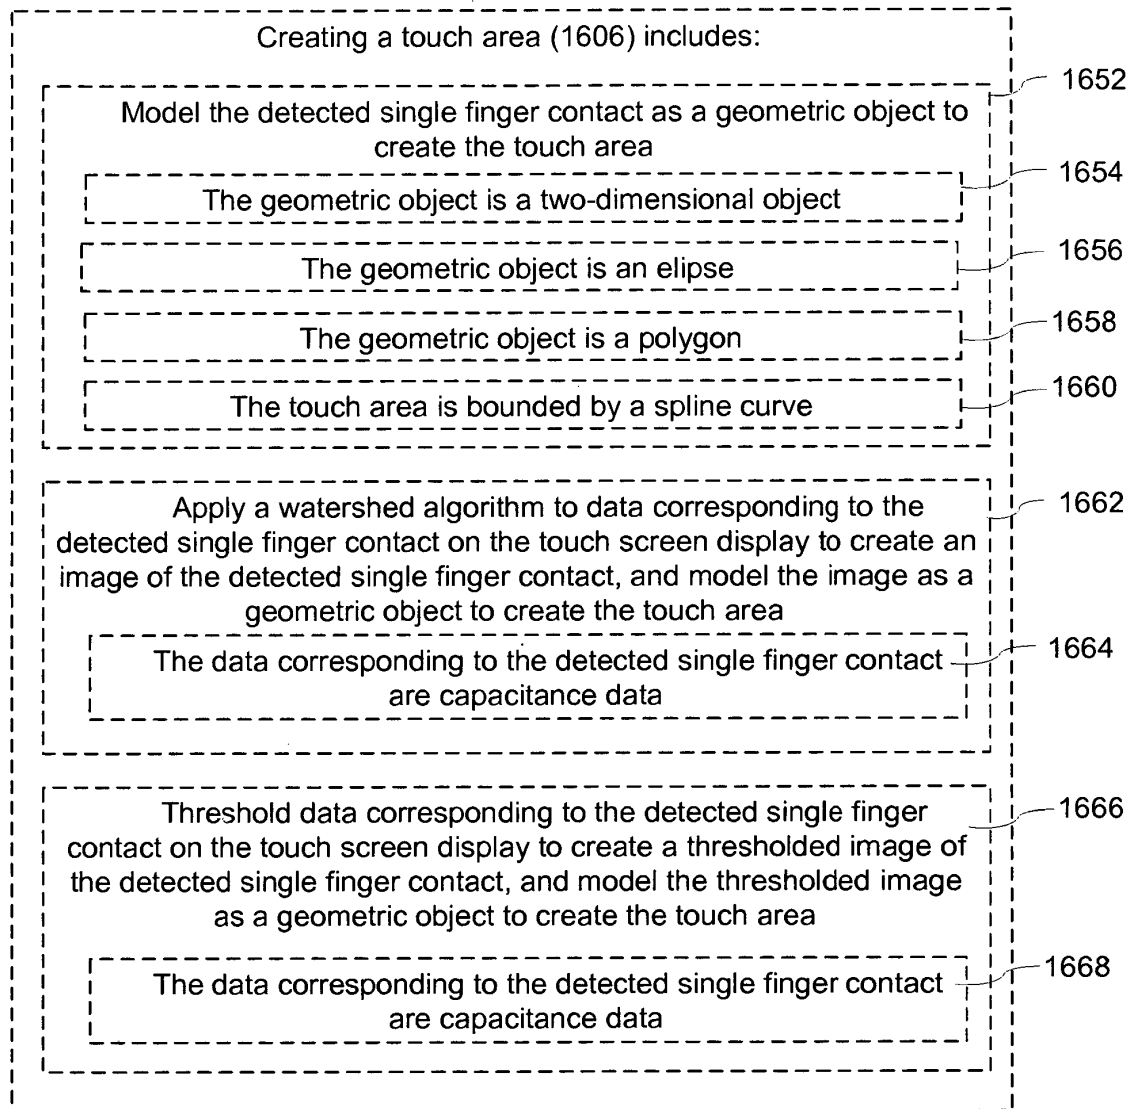 Creating a touch area (1606) includes:
1652
Model the detected single finger contact as a geometric object to
create the touch area
1654
The geometric object is a two-dimensional object
1656
The geometric object is an elipse
1658
The geometric object is a polygon
1660
The touch area is bounded by a spline curve
1662
Apply a watershed algorithm to data corresponding to the
detected single finger contact on the touch screen display to create an
image of the detected single finger contact, and model the image as a
geometric object to create the touch area
1664
The data corresponding to the detected single finger contact
are capacitance data
1666
Threshold data corresponding to the detected single finger
contact on the touch screen display to create a thresholded image of
the detected single finger contact, and model the thresholded image
as a geometric object to create the touch area
1668
The data corresponding to the detected single finger contact
are capacitance data